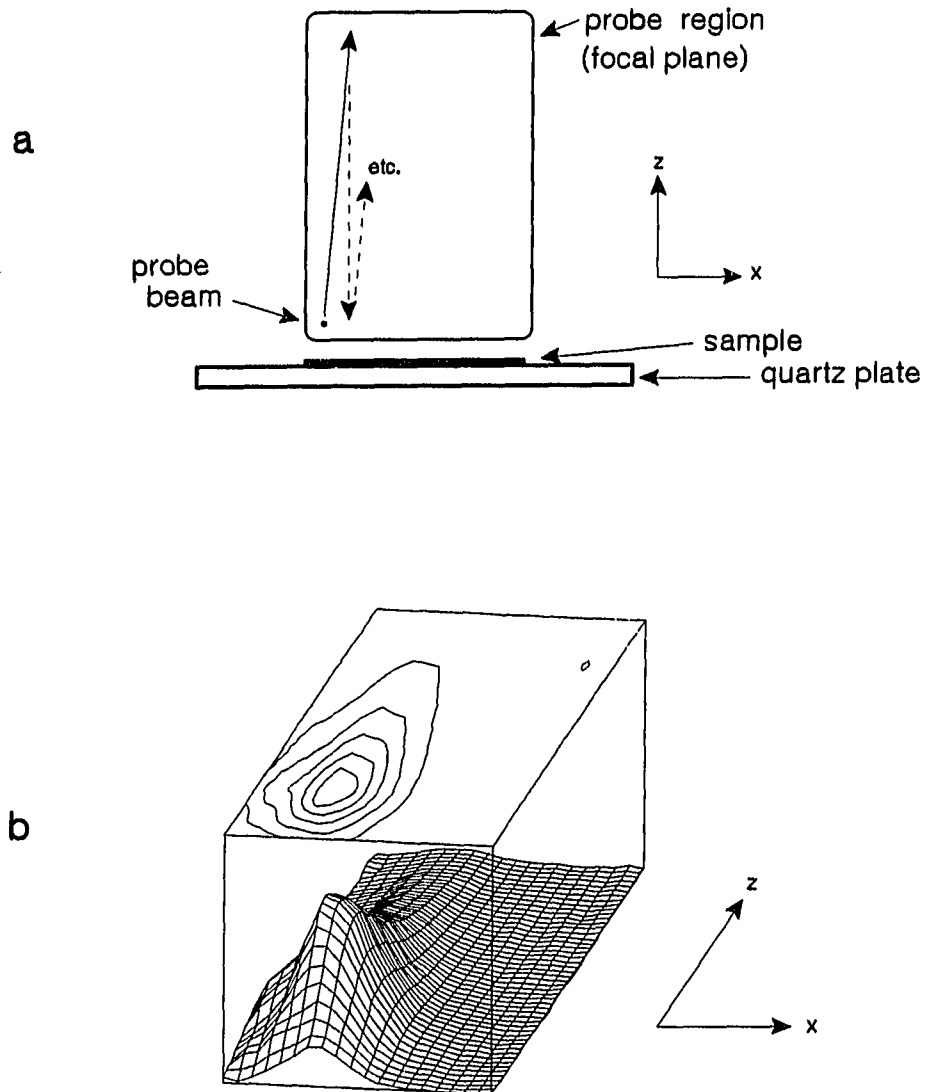 probe region
(focal plane)
a
etc.
z
x
probe
beam
sample
quartz plate
b
z
x